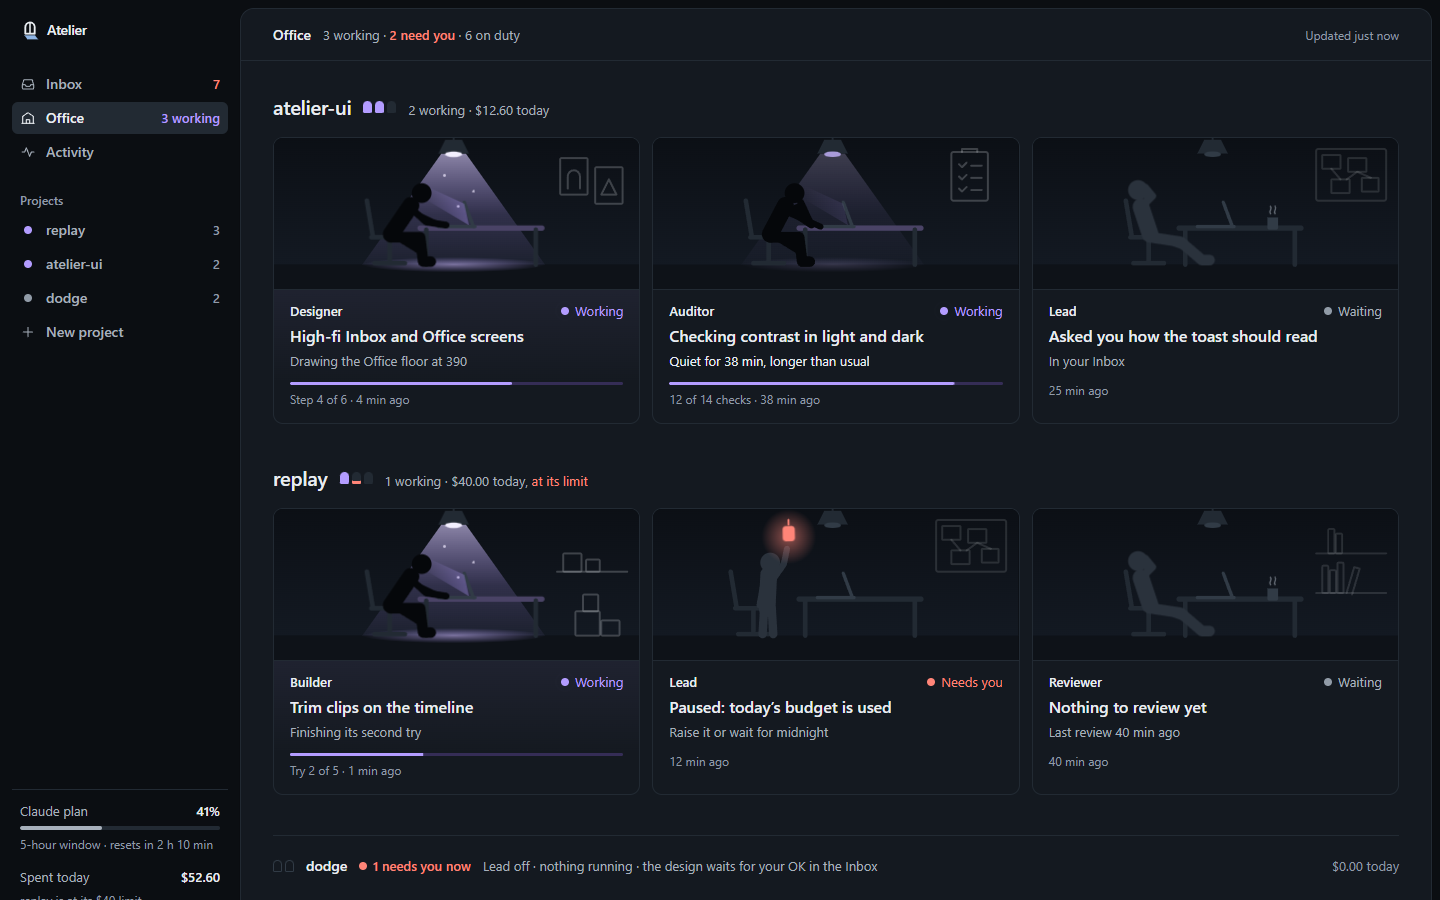 Atelier
Inbox 7
Office 3 working
Activity
Projects
replay 3
atelier-ui 2
dodge 2
New project
Claude plan 41%
5-hour window · resets in 2 h 10 min
Spent today $52.60
replay is at its $40 limit
Office 3 working · 2 need you · 6 on duty
Updated just now
atelier-ui 2 working · $12.60 today
Designer Working
High-fi Inbox and Office screens
Drawing the Office floor at 390
Step 4 of 6 · 4 min ago
Auditor Working
Checking contrast in light and dark
Quiet for 38 min, longer than usual
12 of 14 checks · 38 min ago
Lead Waiting
Asked you how the toast should read
In your Inbox
25 min ago
replay 1 working · $40.00 today, at its limit
Builder Working
Trim clips on the timeline
Finishing its second try
Try 2 of 5 · 1 min ago
Lead Needs you
Paused: today’s budget is used
Raise it or wait for midnight
12 min ago
Reviewer Waiting
Nothing to review yet
Last review 40 min ago
40 min ago
dodge 1 needs you now Lead off · nothing running · the design waits for your OK in the Inbox $0.00 today